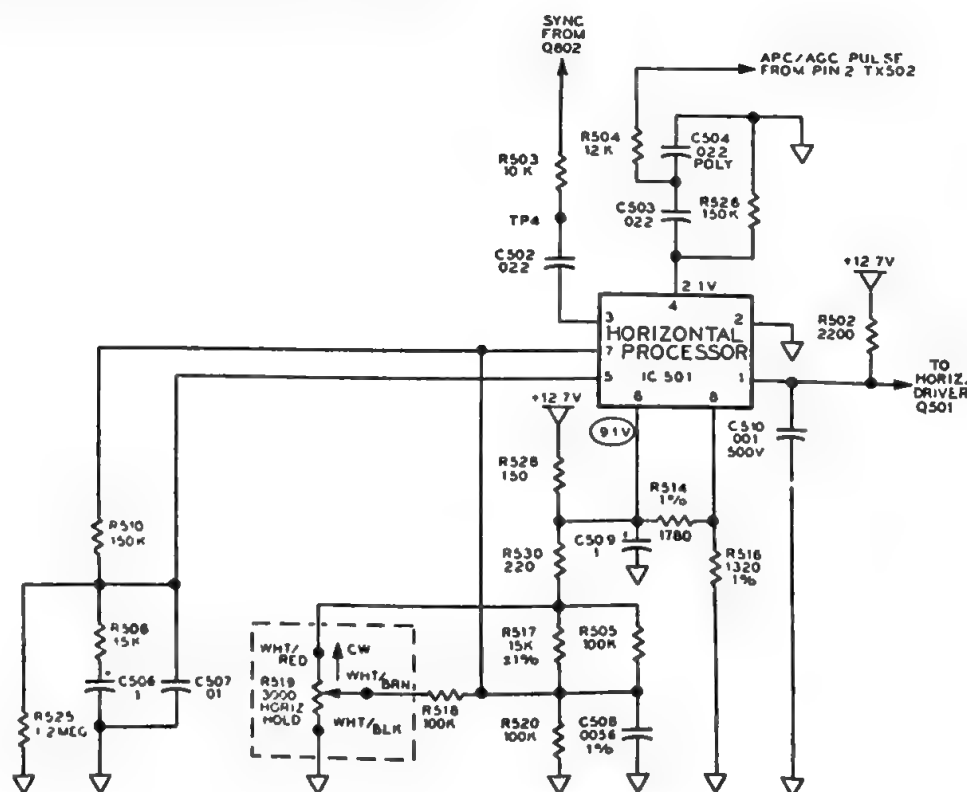 SYNC
FROM
Q802
APC/AGC PULSE
FROM PIN 2 TX502
R504
12K
C504
022
POLY
R503
10K
R526
150K
C503
022
TP4
C502
022
+12 7V
2 1V
4
3
2
R502
2200
HORIZONTAL
7
PROCESSOR
5
IC 501
1
TO
HORIZ.
DRIVER
Q501
6
8
+12 7V
9 1V
C510
001
500V
R528
150
R514
1%
1780
R510
150K
C509
1
R530
220
R516
1320
1%
R506
15K
WHT/
RED
CW
R517
15K
±1%
R505
100K
C506
1
C507
01
R519
3000
HORIZ
HOLD
WHT/
BRN
R518
100K
WHT/
BLK
R525
1.2 MEG
R520
100K
C508
0056
1%